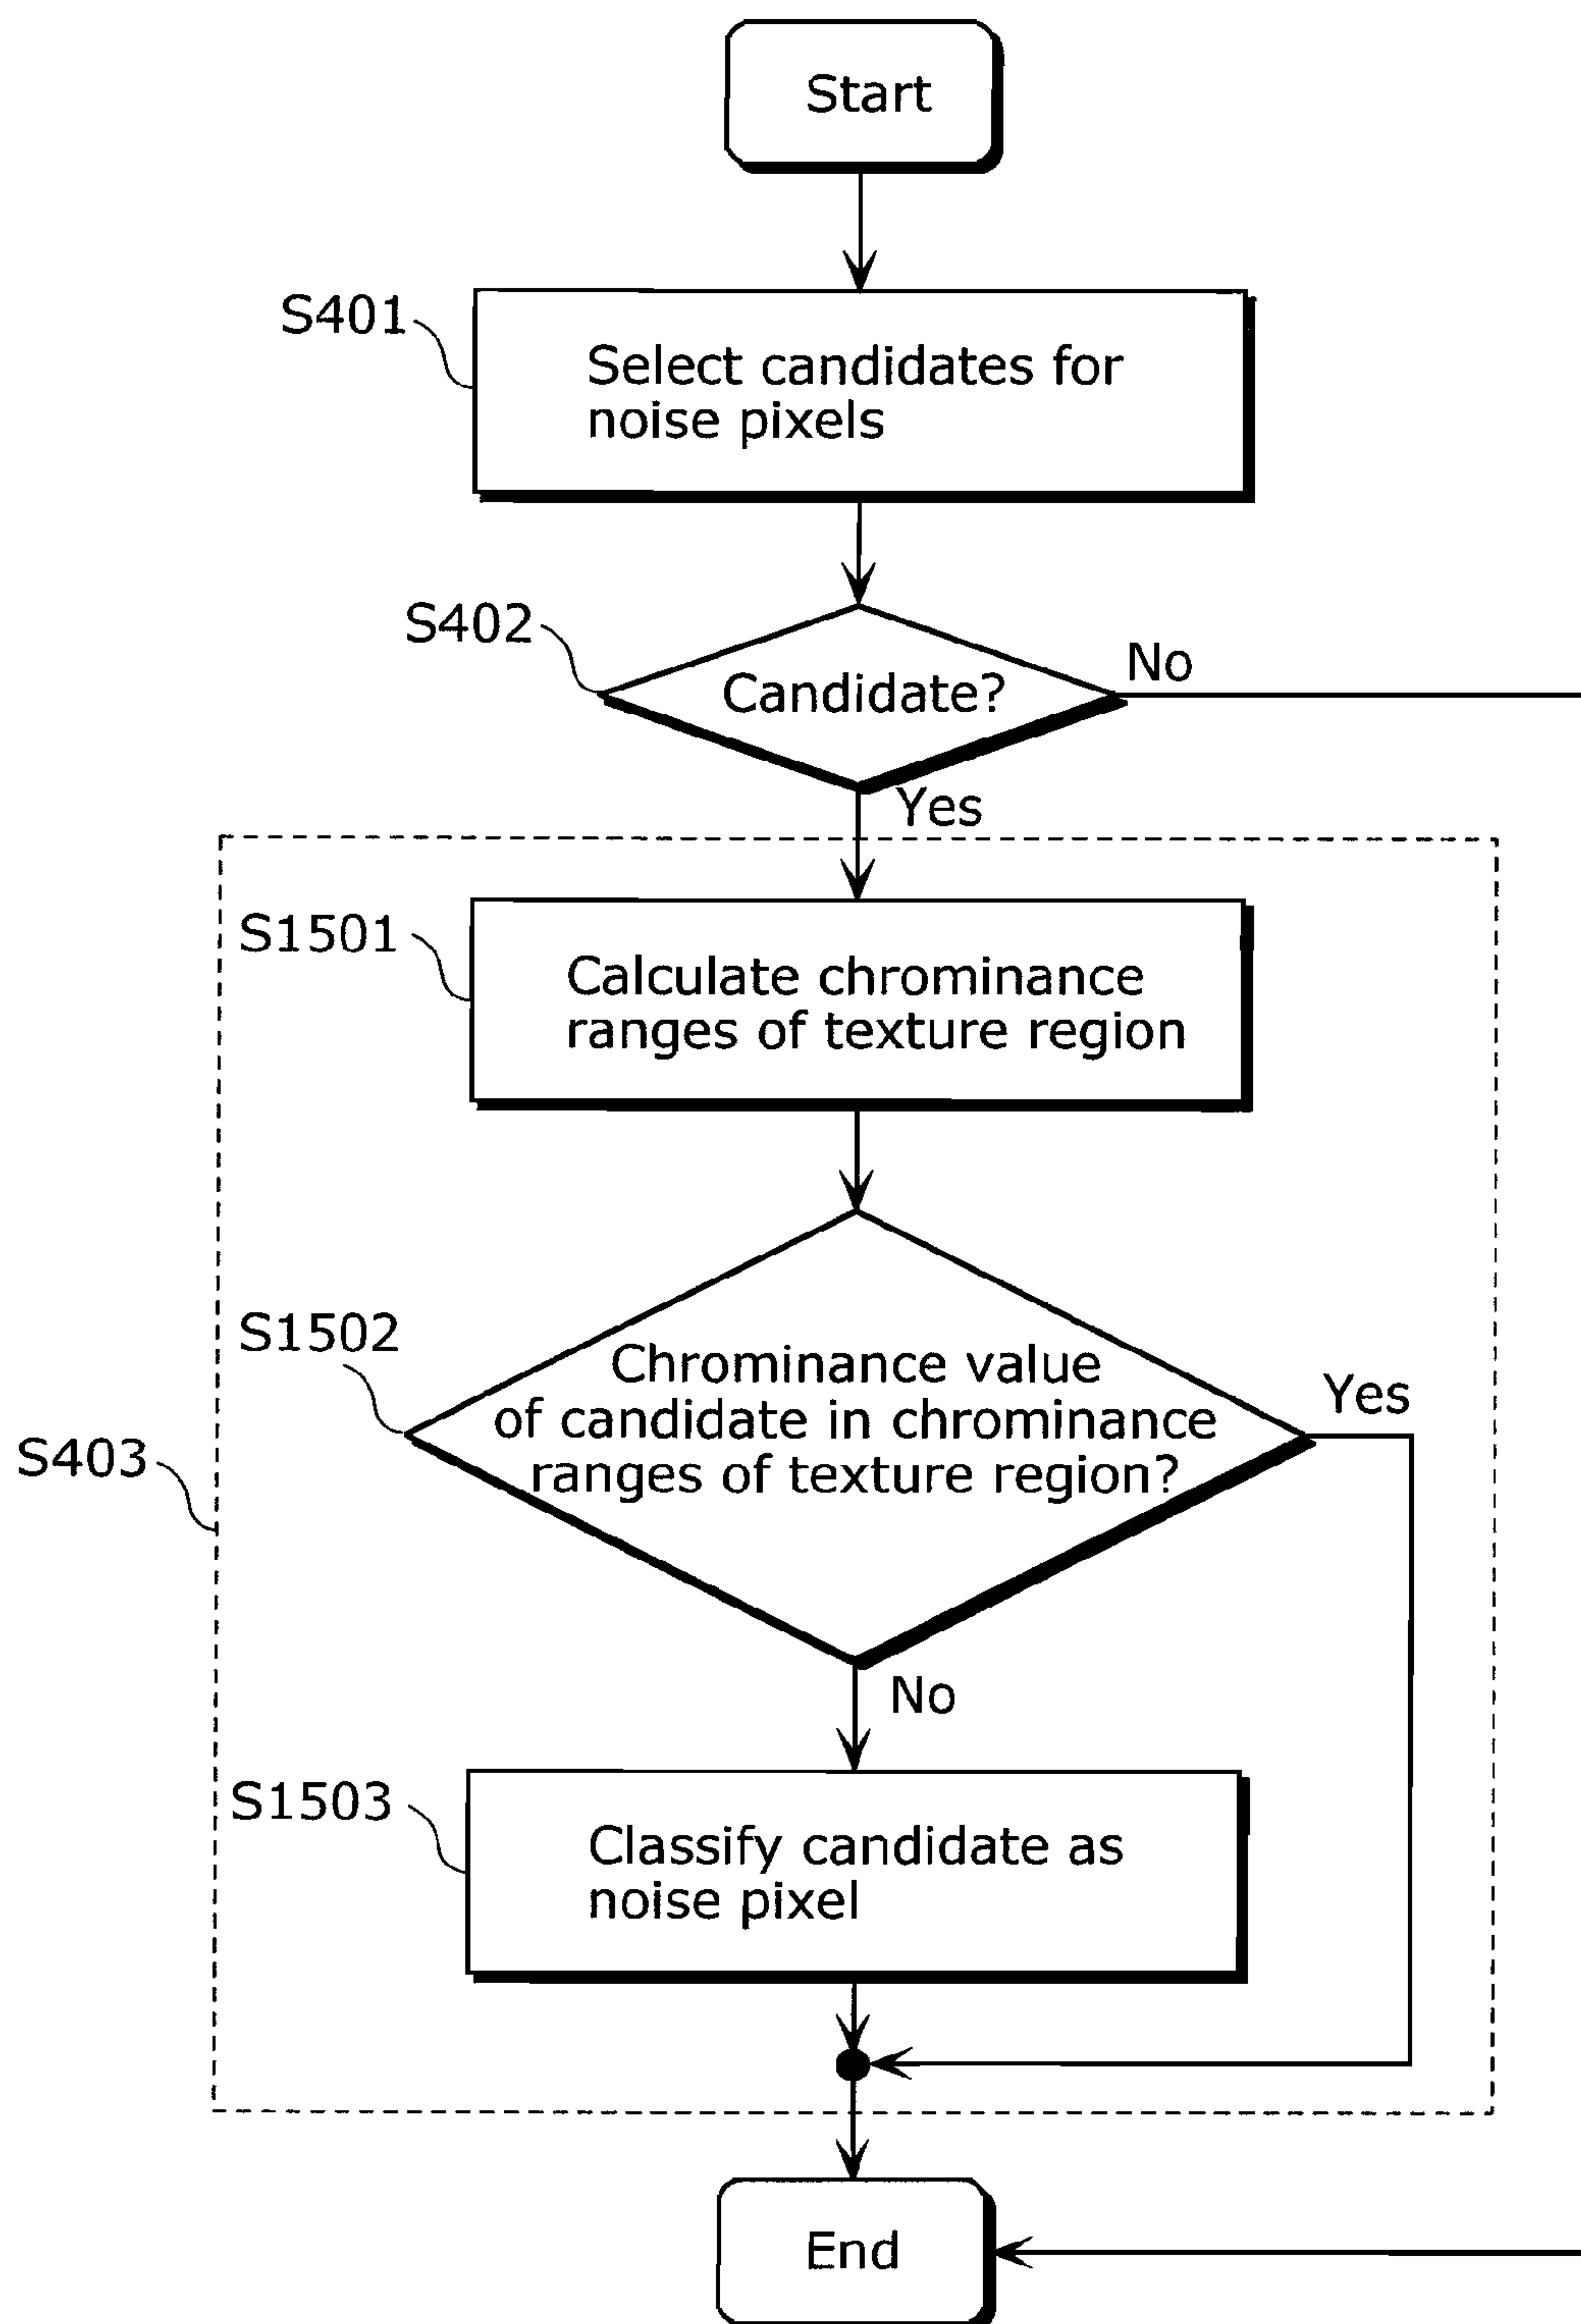 Start
S401
Select candidates for
noise pixels
S402
Candidate?
No
Yes
S1501
Calculate chrominance
ranges of texture region
S1502
Chrominance value
of candidate in chrominance
ranges of texture region?
Yes
S403
No
S1503
Classify candidate as
noise pixel
End